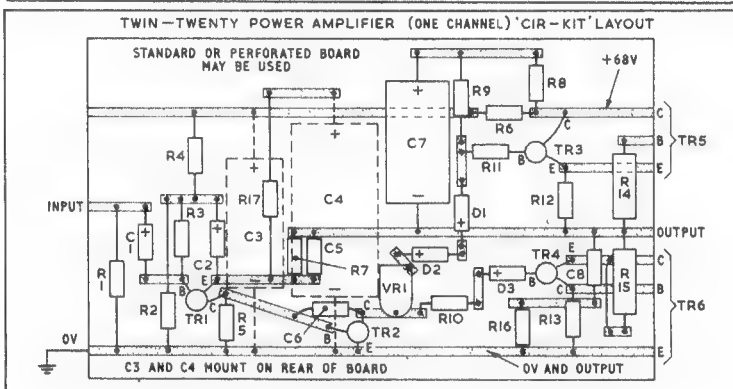 TWIN-TWENTY POWER AMPLIFIER (ONE CHANNEL) 'CIR-KIT' LAYOUT
STANDARD OR PERFORATED BOARD
MAY BE USED
+68V
R9
R8
C
R6
C7
C
TR5
B
R4
TR3
R11
B
E
E
C4
R17
R12
R14
INPUT
R3
C3
D1
C1
C2
C5
OUTPUT
R7
E
C
TR4
D2
B
C8
R1
R2
B
E
C
VR1
D3
C
R15
B
TR6
TR1
R5
C
R10
B
C6
TR2
R16
R13
0V
E
E
C3 AND C4 MOUNT ON REAR OF BOARD
0V AND OUTPUT